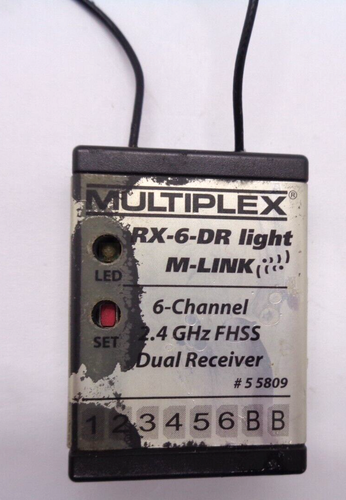 MULTIPLEX®
RX-6-DR light
M-LINK
LED
6-Channel
2.4 GHz FHSS
SET
Dual Receiver
# 5 5809
1 2 3 4 5 6 B B